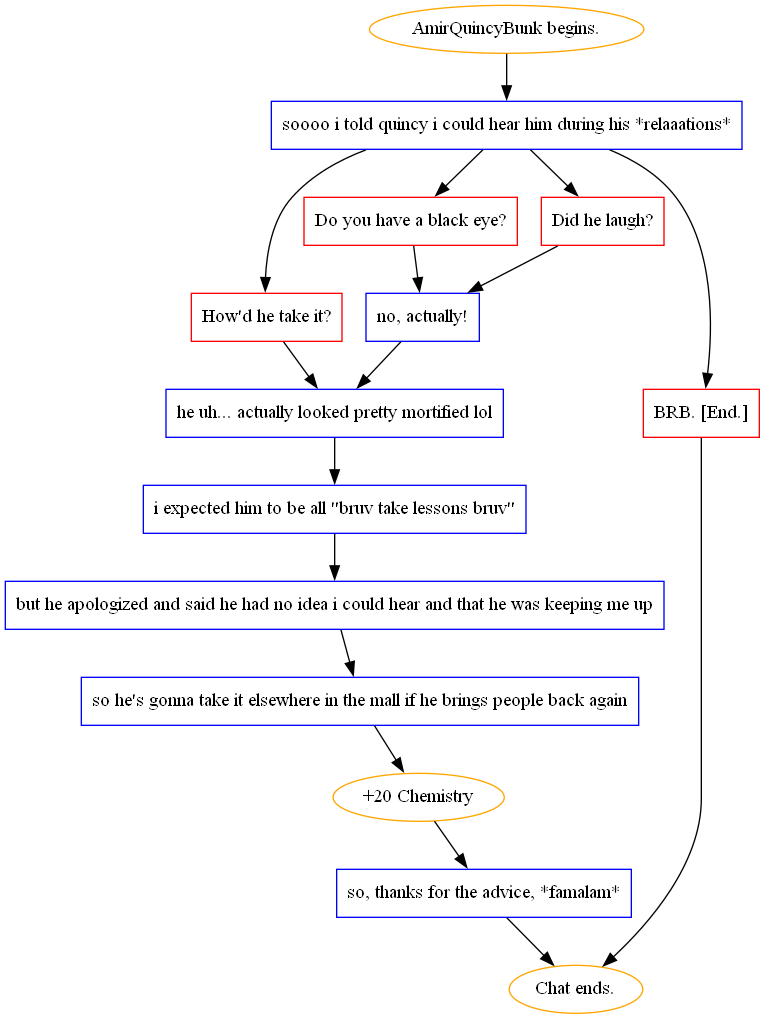 AmirQuincyBunk begins.
soooo i told quincy i could hear him during his *relaaations*
Do you have a black eye?
Did he laugh?
How'd he take it?
no, actually!
he uh... actually looked pretty mortified lol
BRB. [End.]
i expected him to be all "bruv take lessons bruv"
but he apologized and said he had no idea i could hear and that he was keeping me up
so he's gonna take it elsewhere in the mall if he brings people back again
+20 Chemistry
so, thanks for the advice, *famalam*
Chat ends.